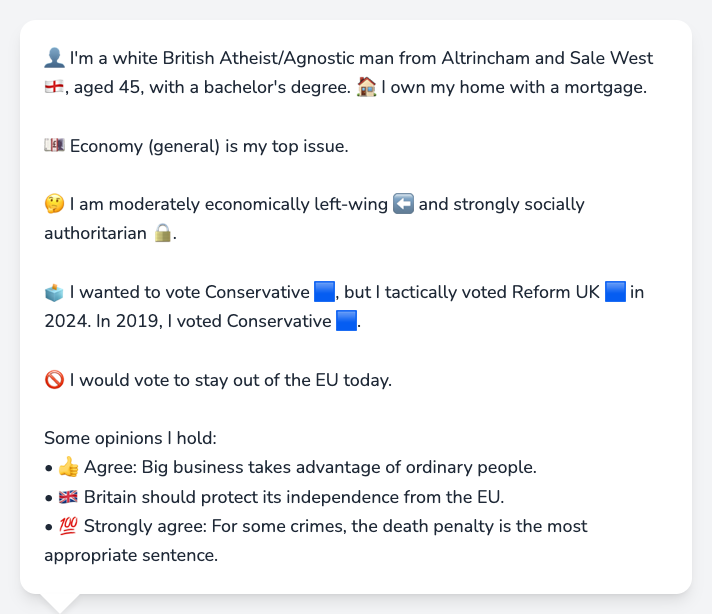 👤 I'm a white British Atheist/Agnostic man from Altrincham and Sale West
🏴󠁧󠁢󠁥󠁮󠁧󠁿, aged 45, with a bachelor's degree. 🏠 I own my home with a mortgage.
💷 Economy (general) is my top issue.
🤔 I am moderately economically left-wing ⬅️ and strongly socially
authoritarian 🔒.
🗳️ I wanted to vote Conservative 🟦, but I tactically voted Reform UK 🟦 in
2024. In 2019, I voted Conservative 🟦.
🚫 I would vote to stay out of the EU today.
Some opinions I hold:
• 👍 Agree: Big business takes advantage of ordinary people.
• 🇬🇧 Britain should protect its independence from the EU.
• 💯 Strongly agree: For some crimes, the death penalty is the most
appropriate sentence.